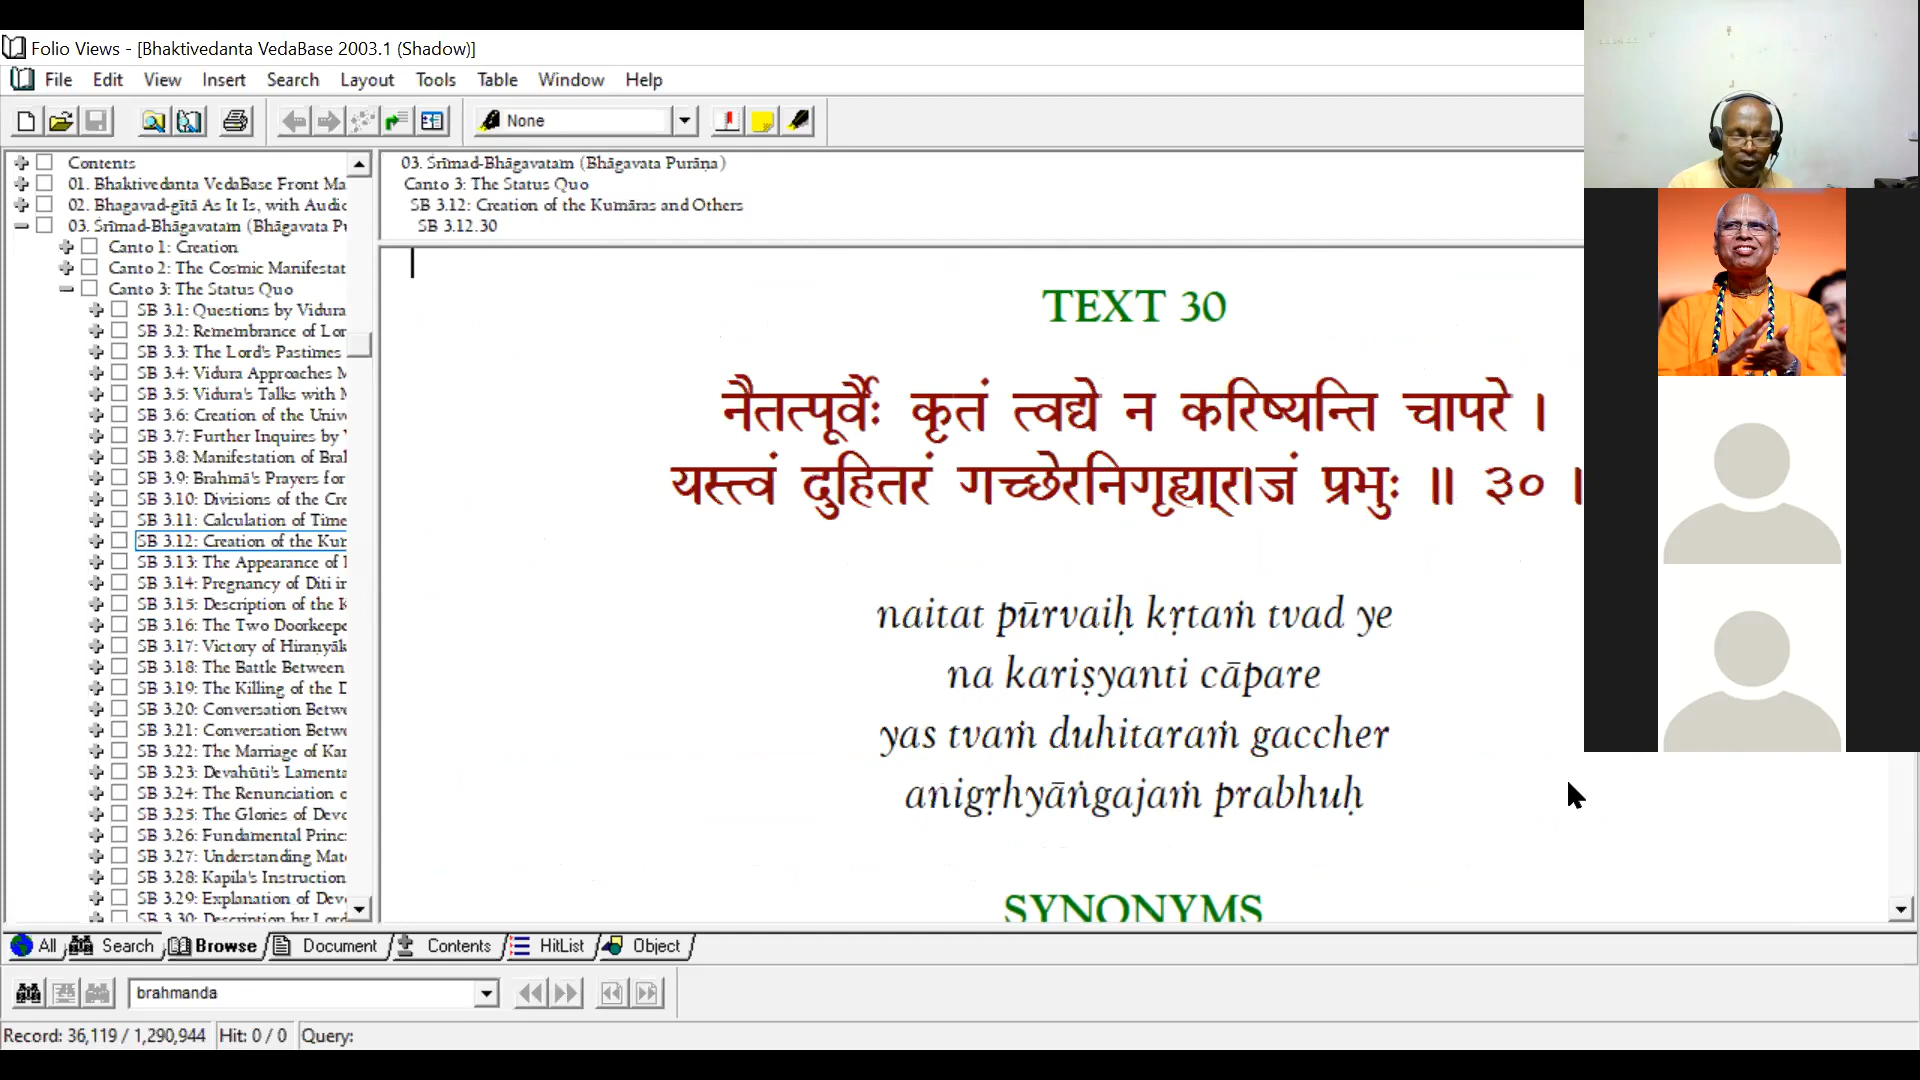 Folio Views - [Bhaktivedanta VedaBase 2003.1 (Shadow)]
File Edit View Insert Search Layout Tools Table Window Help
None
Contents
01. Bhaktivedanta VedaBase Front Ma
02. Bhagavad-gītā As It Is, with Audic
03. Śrīmad-Bhāgavatam (Bhāgavata Pu
Canto 1: Creation
Canto 2: The Cosmic Manifestat
Canto 3: The Status Quo
SB 3.1: Questions by Vidura
SB 3.2: Remembrance of Lor
SB 3.3: The Lord's Pastimes
SB 3.4: Vidura Approaches M
SB 3.5: Vidura's Talks with M
SB 3.6: Creation of the Univ
SB 3.7: Further Inquires by V
SB 3.8: Manifestation of Bral
SB 3.9: Brahmā's Prayers for
SB 3.10: Divisions of the Cre
SB 3.11: Calculation of Time
SB 3.12: Creation of the Kur
SB 3.13: The Appearance of I
SB 3.14: Pregnancy of Diti in
SB 3.15: Description of the K
SB 3.16: The Two Doorkeepe
SB 3.17: Victory of Hiraṇyāk
SB 3.18: The Battle Between
SB 3.19: The Killing of the D
SB 3.20: Conversation Betwe
SB 3.21: Conversation Betwe
SB 3.22: The Marriage of Kar
SB 3.23: Devahūti's Lamenta
SB 3.24: The Renunciation o
SB 3.25: The Glories of Devo
SB 3.26: Fundamental Princ
SB 3.27: Understanding Mate
SB 3.28: Kapila's Instruction
SB 3.29: Explanation of Dev
SB 3.30: Description by Lord
03. Śrīmad-Bhāgavatam (Bhāgavata Purāṇa)
Canto 3: The Status Quo
SB 3.12: Creation of the Kumāras and Others
SB 3.12.30
TEXT 30
नैतत्पूर्वैः कृतं त्वद्ये न करिष्यन्ति चापरे ।
यस्त्वं दुहितरं गच्छेरनिगृह्या्राजं प्रभुः ॥ ३० ।
naitat pūrvaiḥ kṛtaṁ tvad ye
na kariṣyanti cāpare
yas tvaṁ duhitaraṁ gaccher
anigṛhyāṅgajaṁ prabhuḥ
SYNONYMS
All Search Browse Document Contents HitList Object
brahmanda
Record: 36,119 / 1,290,944 Hit: 0 / 0 Query: